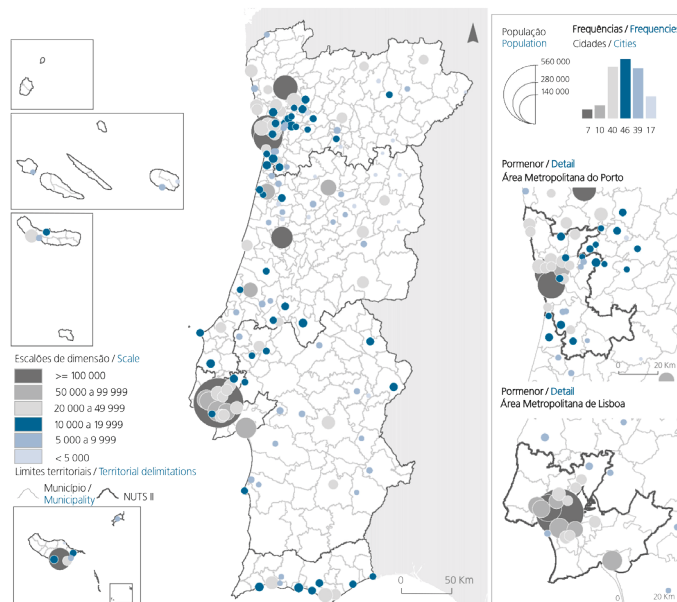 População
Population
560 000
280 000
140 000
Frequências / Frequencies
Cidades / Cities
7 10 40 46 39 17
Pormenor / Detail
Área Metropolitana do Porto
0 20 Km
Pormenor / Detail
Área Metropolitana de Lisboa
0 20 Km
Escalões de dimensão / Scale
>= 100 000
50 000 a 99 999
20 000 a 49 999
10 000 a 19 999
5 000 a 9 999
< 5 000
Limites territoriais / Territorial delimitations
Município /
Municipality
NUTS II
0 50 Km